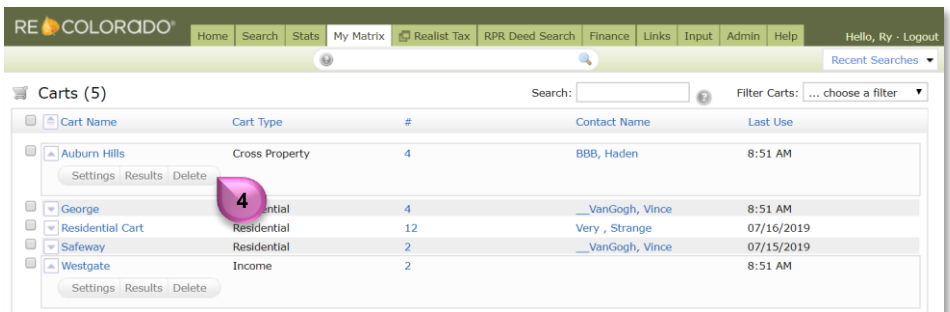 RE COLORADO®
Home Search Stats My Matrix Realist Tax RPR Deed Search Finance Links Input Admin Help Hello, Ry · Logout
Recent Searches
Carts (5) Search: Filter Carts: ... choose a filter
Cart Name Cart Type # Contact Name Last Use
Auburn Hills Cross Property 4 BBB, Haden 8:51 AM
Settings Results Delete
4
George ential 4 __VanGogh, Vince 8:51 AM
Residential Cart Residential 12 Very , Strange 07/16/2019
Safeway Residential 2 __VanGogh, Vince 07/15/2019
Westgate Income 2 8:51 AM
Settings Results Delete